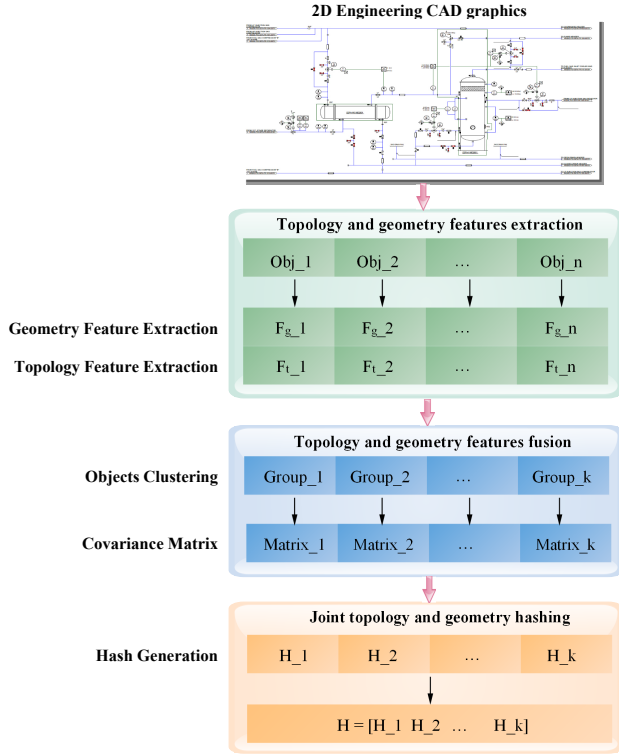 2D Engineering CAD graphics
Topology and geometry features extraction
Obj_1 Obj_2 … Obj_n
Geometry Feature Extraction Fg_1 Fg_2 … Fg_n
Topology Feature Extraction Ft_1 Ft_2 … Ft_n
Topology and geometry features fusion
Objects Clustering Group_1 Group_2 … Group_k
Covariance Matrix Matrix_1 Matrix_2 … Matrix_k
Joint topology and geometry hashing
Hash Generation H_1 H_2 … H_k
H = [H_1 H_2 … H_k]